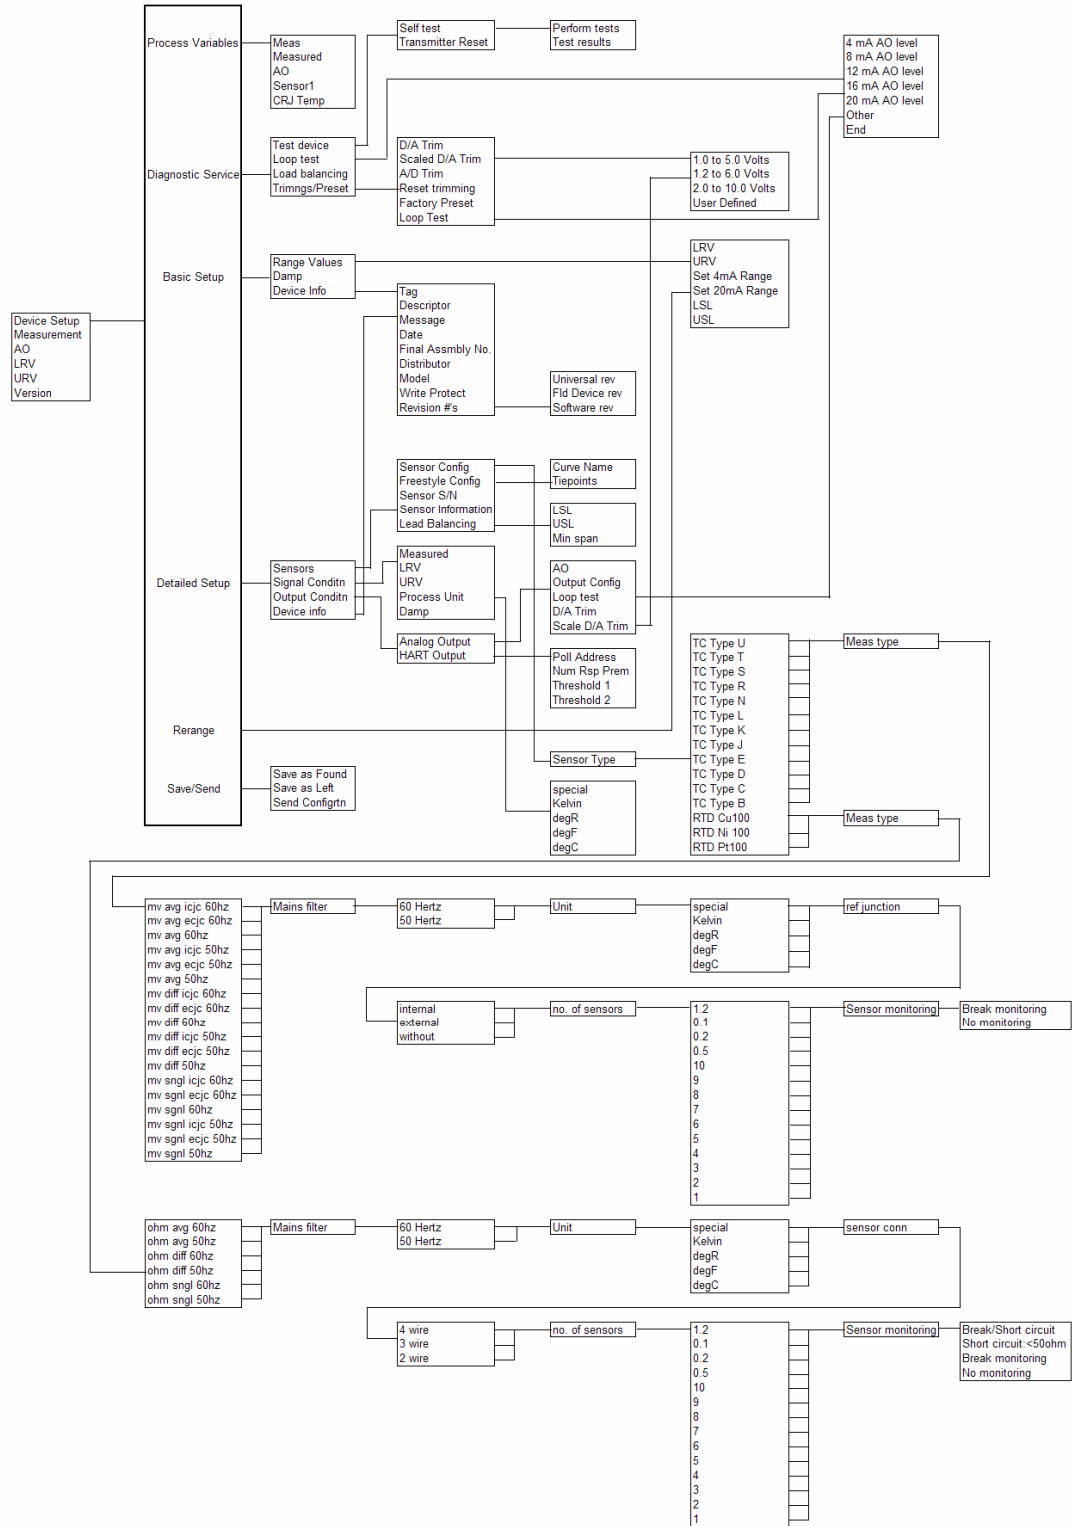 Device Setup
Measurement
AO
LRV
URV
Version
Process Variables
Diagnostic Service
Basic Setup
Detailed Setup
Rerange
Save/Send
Meas
Measured
AO
Sensor1
CRJ Temp
Self test
Transmitter Reset
Perform tests
Test results
4 mA AO level
8 mA AO level
12 mA AO level
16 mA AO level
20 mA AO level
Other
End
Test device
Loop test
Load balancing
Trimngs/Preset
D/A Trim
Scaled D/A Trim
A/D Trim
Reset trimming
Factory Preset
Loop Test
1.0 to 5.0 Volts
1.2 to 6.0 Volts
2.0 to 10.0 Volts
User Defined
Range Values
Damp
Device Info
LRV
URV
Set 4mA Range
Set 20mA Range
LSL
USL
Tag
Descriptor
Message
Date
Final Assmbly No.
Distributor
Model
Write Protect
Revision #'s
Universal rev
Fld Device rev
Software rev
Sensors
Signal Conditn
Output Conditn
Device info
Sensor Config
Freestyle Config
Sensor S/N
Sensor Information
Lead Balancing
Curve Name
Tiepoints
LSL
USL
Min span
Measured
LRV
URV
Process Unit
Damp
Analog Output
HART Output
AO
Output Config
Loop test
D/A Trim
Scale D/A Trim
Poll Address
Num Rsp Prem
Threshold 1
Threshold 2
Sensor Type
special
Kelvin
degR
degF
degC
TC Type U
TC Type T
TC Type S
TC Type R
TC Type N
TC Type L
TC Type K
TC Type J
TC Type E
TC Type D
TC Type C
TC Type B
RTD Cu100
RTD Ni 100
RTD Pt100
Meas type
Meas type
Save as Found
Save as Left
Send Configrtn
mv avg icjc 60hz
mv avg ecjc 60hz
mv avg 60hz
mv avg icjc 50hz
mv avg ecjc 50hz
mv avg 50hz
mv diff icjc 60hz
mv diff ecjc 60hz
mv diff 60hz
mv diff icjc 50hz
mv diff ecjc 50hz
mv diff 50hz
mv sngl icjc 60hz
mv sgnl ecjc 60hz
mv sgnl 60hz
mv sgnl icjc 50hz
mv sgnl ecjc 50hz
mv sgnl 50hz
Mains filter
60 Hertz
50 Hertz
Unit
special
Kelvin
degR
degF
degC
ref junction
internal
external
without
no. of sensors
1.2
0.1
0.2
0.5
10
9
8
7
6
5
4
3
2
1
Sensor monitoring
Break monitoring
No monitoring
ohm avg 60hz
ohm avg 50hz
ohm diff 60hz
ohm diff 50hz
ohm sngl 60hz
ohm sngl 50hz
Mains filter
60 Hertz
50 Hertz
Unit
special
Kelvin
degR
degF
degC
sensor conn
4 wire
3 wire
2 wire
no. of sensors
1.2
0.1
0.2
0.5
10
9
8
7
6
5
4
3
2
1
Sensor monitoring
Break/Short circuit
Short circuit:<50ohm
Break monitoring
No monitoring